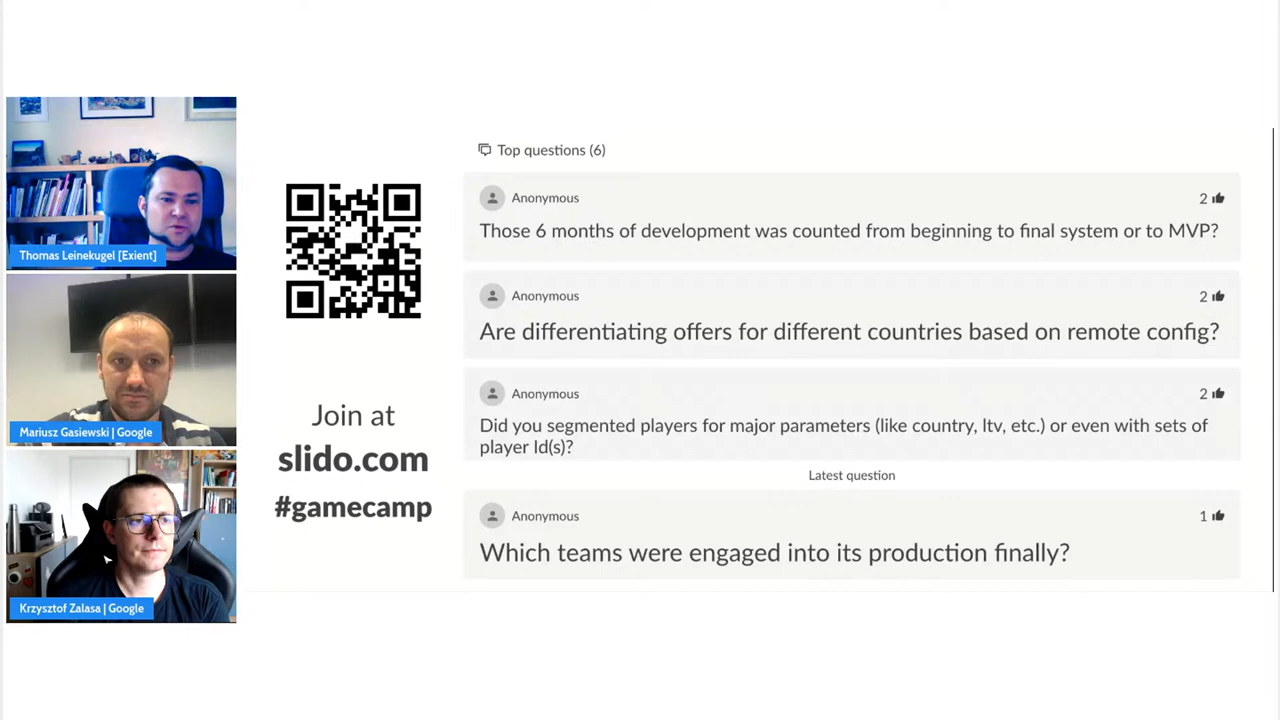 Thomas Leinekugel [Exient]
Mariusz Gasiewski | Google
Krzysztof Zalasa | Google
Join at
slido.com
#gamecamp
Top questions (6)
Anonymous
2
Those 6 months of development was counted from beginning to final system or to MVP?
Anonymous
2
Are differentiating offers for different countries based on remote config?
Anonymous
2
Did you segmented players for major parameters (like country, ltv, etc.) or even with sets of
player Id(s)?
Latest question
Anonymous
1
Which teams were engaged into its production finally?